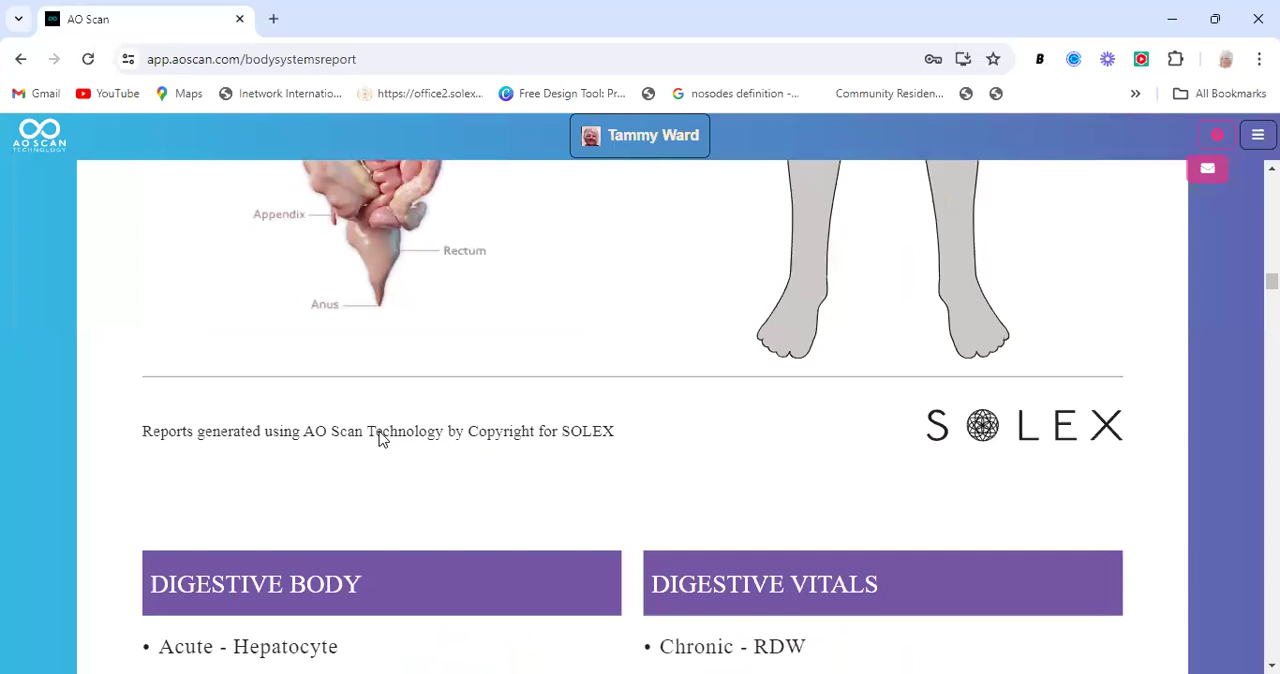 AO Scan
app.aoscan.com/bodysystemsreport
Gmail
YouTube
Maps
Inetwork Internatio...
https://office2.solex...
Free Design Tool: Pr...
nosodes definition -...
Community Residen...
All Bookmarks
AO SCAN
TECHNOLOGY
Tammy Ward
Appendix
Rectum
Anus
Reports generated using AO Scan Technology by Copyright for SOLEX
SOLEX
DIGESTIVE BODY
DIGESTIVE VITALS
• Acute - Hepatocyte
• Chronic - RDW